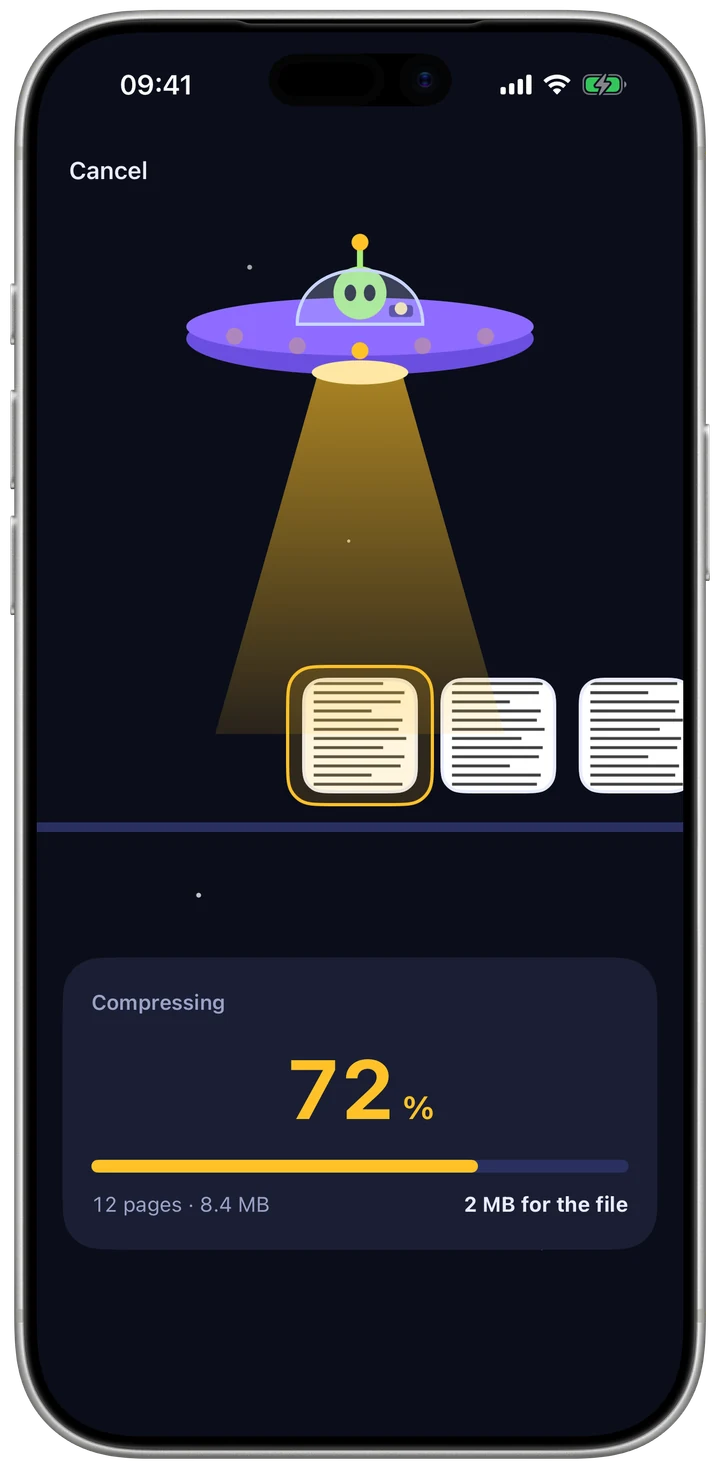 09:41
Cancel
Compressing
72 %
12 pages · 8.4 MB
2 MB for the file